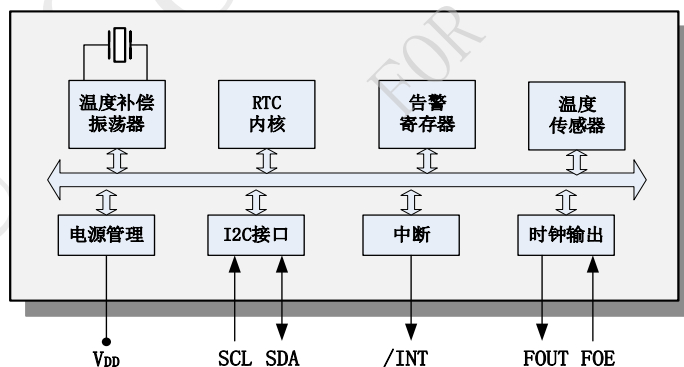 FOR
温度补偿
振荡器
RTC
内核
告警
寄存器
温度
传感器
电源管理
I2C接口
中断
时钟输出
VDD
SCL SDA
/INT
FOUT FOE